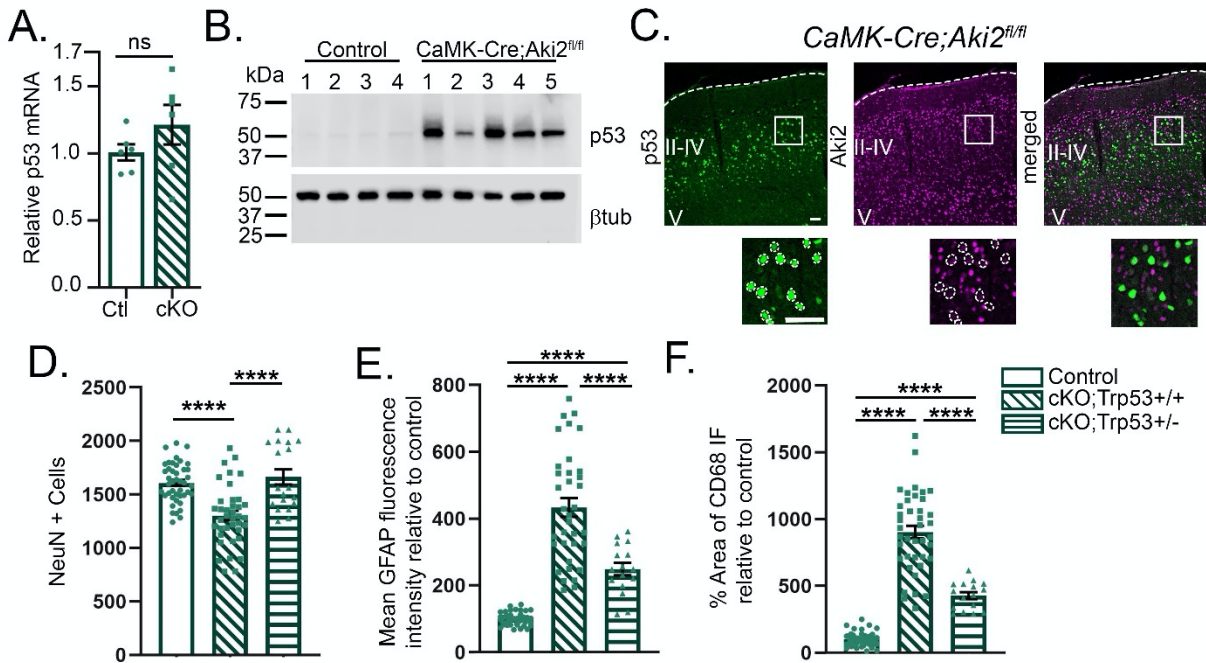 A.
ns
Relative p53 mRNA
1.7
1.0
0.5
1.0
Ctl
cKO
B.
Control
CaMK-Cre;Aki2fl/fl
kDa
1 2 3 4 1 2 3 4 5
75
50
37
p53
50
37
25
βtub
C.
CaMK-Cre;Aki2fl/fl
p53
II-IV
V
Aki2
II-IV
V
merged
II-IV
V
D.
NeuN + Cells
2500
2000
1500
1000
500
0
****
****
E.
Mean GFAP fluorescence
intensity relative to control
800
600
400
200
0
****
****
****
F.
% Area of CD68 IF
relative to control
2000
1500
1000
500
0
****
****
****
Control
cKO;Trp53+/+
cKO;Trp53+/-